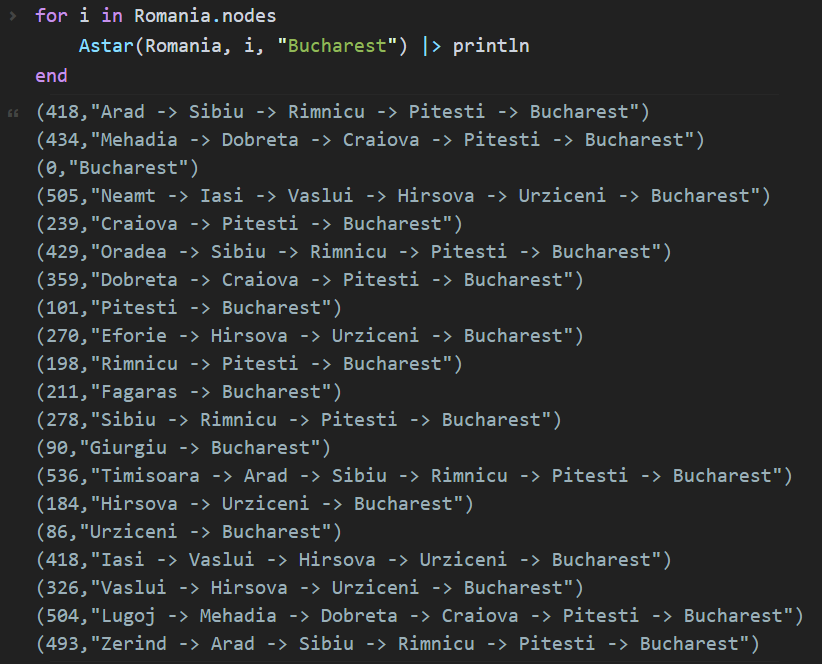 for i in Romania.nodes
    Astar(Romania, i, "Bucharest") |> println
end
(418,"Arad -> Sibiu -> Rimnicu -> Pitesti -> Bucharest")
(434,"Mehadia -> Dobreta -> Craiova -> Pitesti -> Bucharest")
(0,"Bucharest")
(505,"Neamt -> Iasi -> Vaslui -> Hirsova -> Urziceni -> Bucharest")
(239,"Craiova -> Pitesti -> Bucharest")
(429,"Oradea -> Sibiu -> Rimnicu -> Pitesti -> Bucharest")
(359,"Dobreta -> Craiova -> Pitesti -> Bucharest")
(101,"Pitesti -> Bucharest")
(270,"Eforie -> Hirsova -> Urziceni -> Bucharest")
(198,"Rimnicu -> Pitesti -> Bucharest")
(211,"Fagaras -> Bucharest")
(278,"Sibiu -> Rimnicu -> Pitesti -> Bucharest")
(90,"Giurgiu -> Bucharest")
(536,"Timisoara -> Arad -> Sibiu -> Rimnicu -> Pitesti -> Bucharest")
(184,"Hirsova -> Urziceni -> Bucharest")
(86,"Urziceni -> Bucharest")
(418,"Iasi -> Vaslui -> Hirsova -> Urziceni -> Bucharest")
(326,"Vaslui -> Hirsova -> Urziceni -> Bucharest")
(504,"Lugoj -> Mehadia -> Dobreta -> Craiova -> Pitesti -> Bucharest")
(493,"Zerind -> Arad -> Sibiu -> Rimnicu -> Pitesti -> Bucharest")